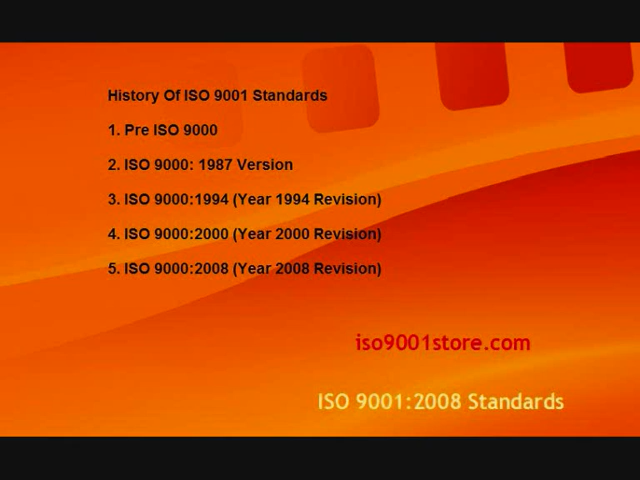 History Of ISO 9001 Standards
1. Pre ISO 9000
2. ISO 9000: 1987 Version
3. ISO 9000:1994 (Year 1994 Revision)
4. ISO 9000:2000 (Year 2000 Revision)
5. ISO 9000:2008 (Year 2008 Revision)
iso9001store.com
ISO 9001:2008 Standards